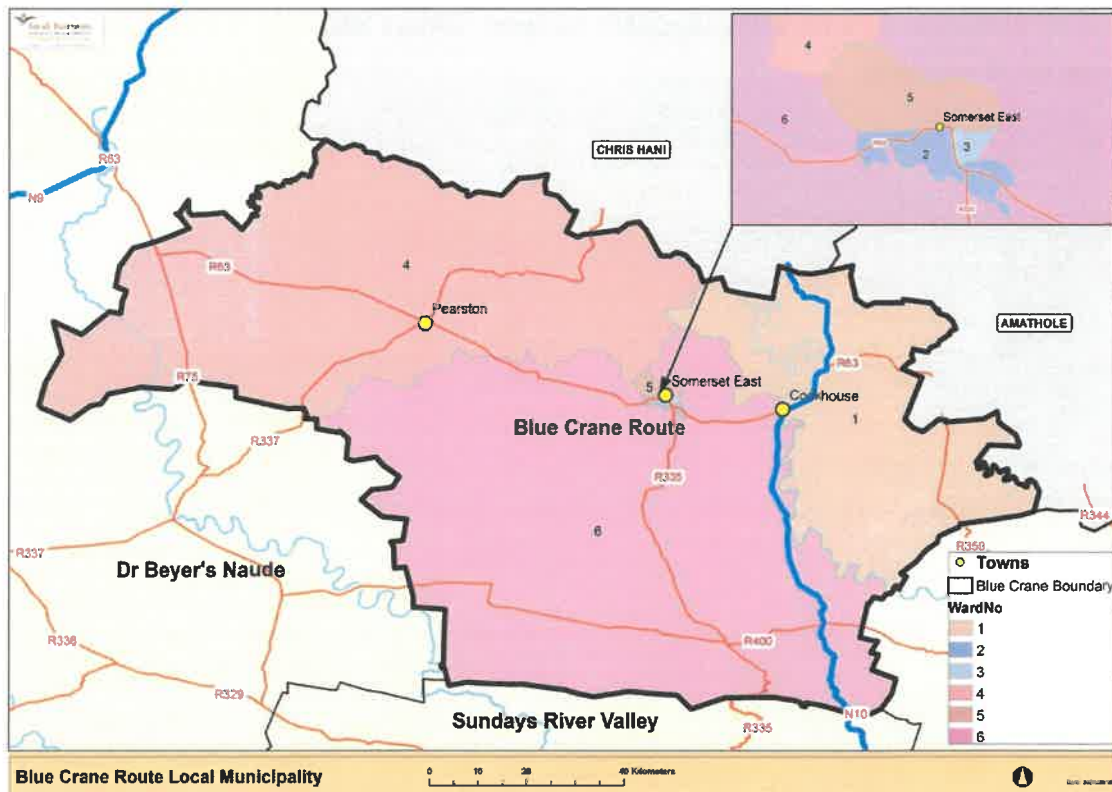 4
5
6
Somerset East
2
3
CHRIS HANI
R63
N9
R63
4
Pearston
AMATHOLE
R75
R63
5
Somerset East
Cookhouse
Blue Crane Route
1
R337
R335
6
R344
R337
R350
Dr Beyer's Naude
Towns
Blue Crane Boundary
WardNo
1
2
3
4
5
6
R338
R400
R329
Sundays River Valley
R335
N10
Blue Crane Route Local Municipality
0 10 20 40 Kilometers